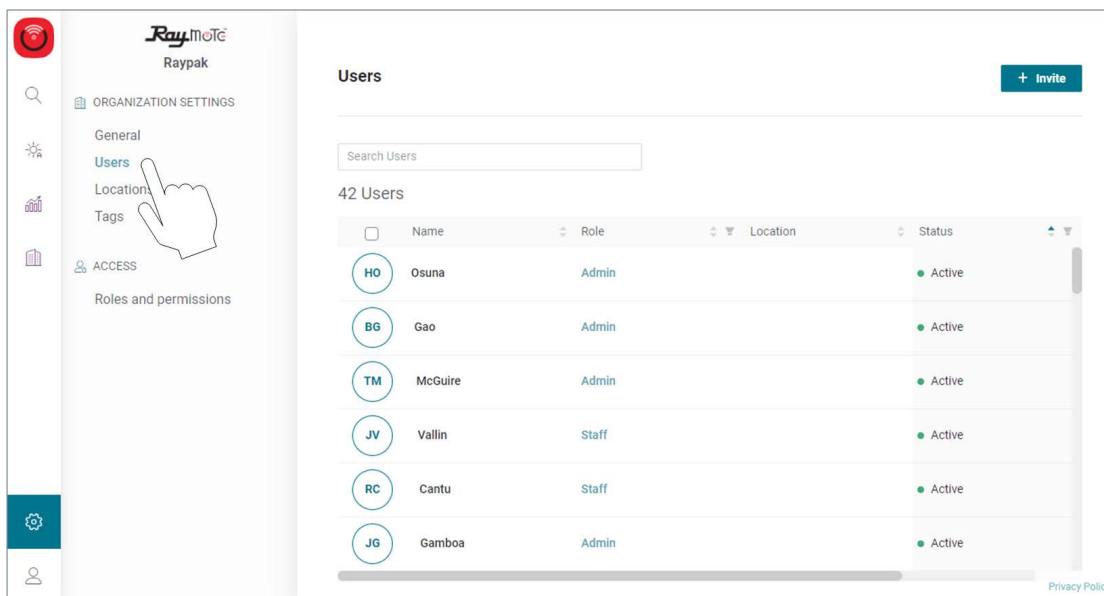 RayMOTE
Raypak
ORGANIZATION SETTINGS
General
Users
Locations
Tags
ACCESS
Roles and permissions
Users
+ Invite
Search Users
42 Users
Name Role Location Status
HO Osuna Admin Active
BG Gao Admin Active
TM McGuire Admin Active
JV Vallin Staff Active
RC Cantu Staff Active
JG Gamboa Admin Active
Privacy Polic